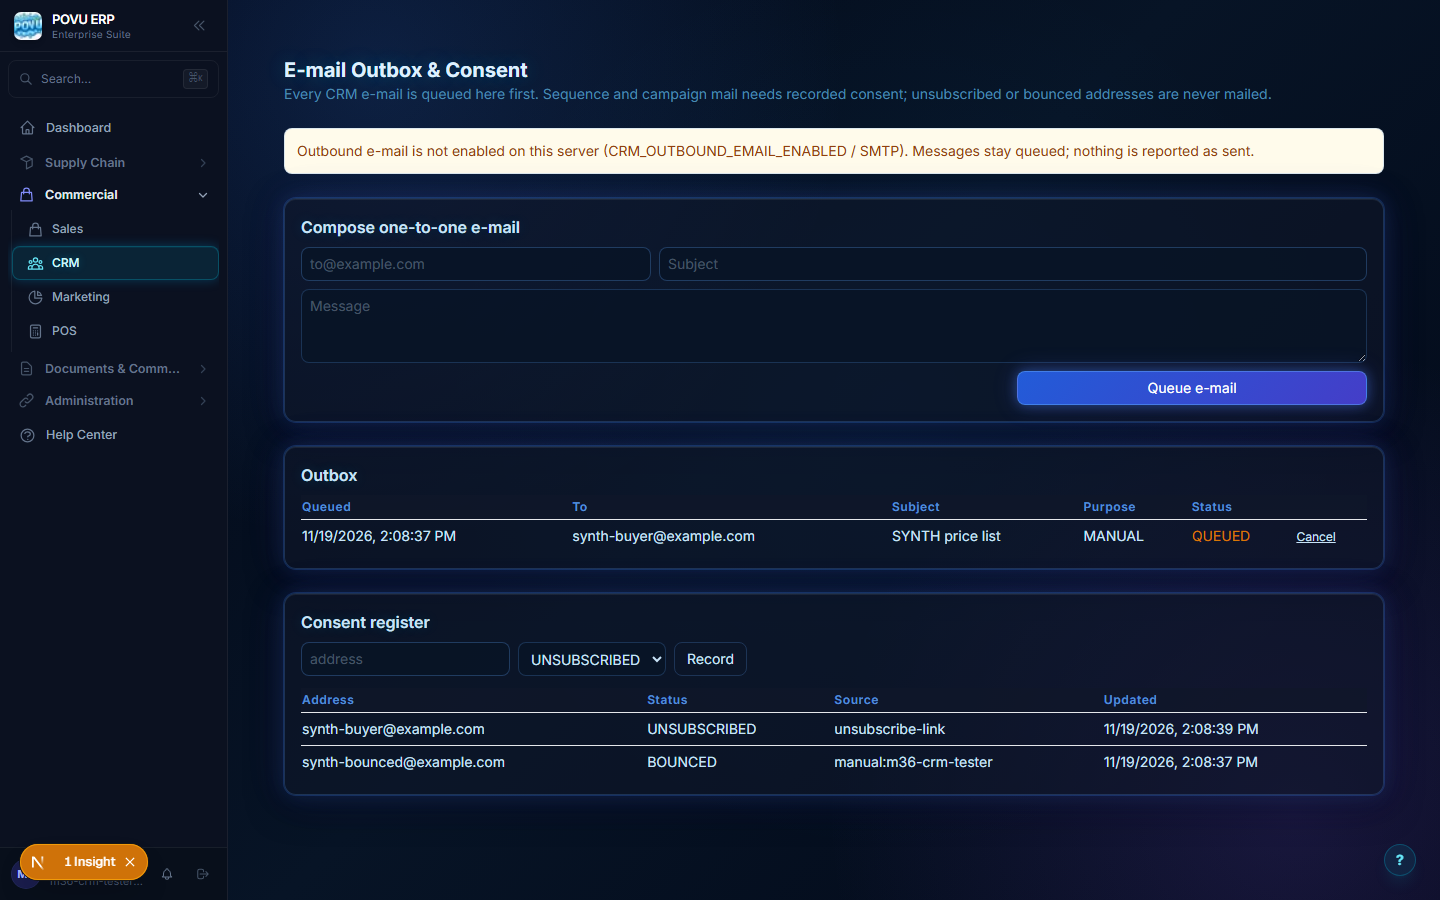 POVU
POVU ERP
Enterprise Suite
Search...
⌘K
Dashboard
Supply Chain
Commercial
Sales
CRM
Marketing
POS
Documents & Comm...
Administration
Help Center
1 Insight
E-mail Outbox & Consent
Every CRM e-mail is queued here first. Sequence and campaign mail needs recorded consent; unsubscribed or bounced addresses are never mailed.
Outbound e-mail is not enabled on this server (CRM_OUTBOUND_EMAIL_ENABLED / SMTP). Messages stay queued; nothing is reported as sent.
Compose one-to-one e-mail
to@example.com Subject
Message
Queue e-mail
Outbox
Queued To Subject Purpose Status
11/19/2026, 2:08:37 PM synth-buyer@example.com SYNTH price list MANUAL QUEUED Cancel
Consent register
address UNSUBSCRIBED Record
Address Status Source Updated
synth-buyer@example.com UNSUBSCRIBED unsubscribe-link 11/19/2026, 2:08:39 PM
synth-bounced@example.com BOUNCED manual:m36-crm-tester 11/19/2026, 2:08:37 PM
?